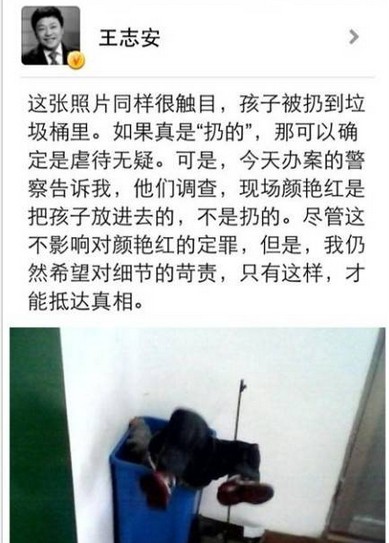 王志安
这张照片同样很触目，孩子被扔到垃
圾桶里。如果真是“扔的”，那可以确
定是虐待无疑。可是，今天办案的警
察告诉我，他们调查，现场颜艳红是
把孩子放进去的，不是扔的。尽管这
不影响对颜艳红的定罪，但是，我仍
然希望对细节的苛责，只有这样，才
能抵达真相。